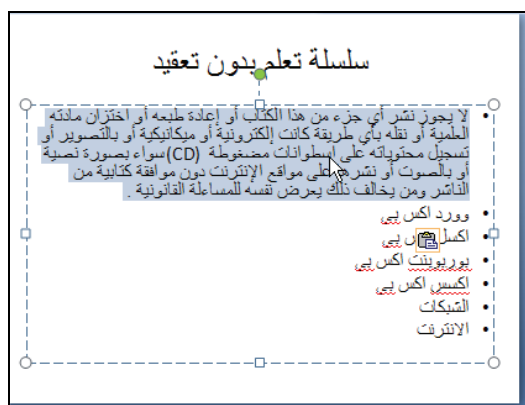 سلسلة تعلم بدون تعقيد
• لا يجوز نشر أي جزء من هذا الكتاب أو إعادة طبعه أو اختزان مادته
العلمية أو نقله بأي طريقة كانت إلكترونية أو ميكانيكية أو بالتصوير أو
تسجيل محتوياته على إسطوانات مضغوطة (CD) سواء بصورة نصية
أو بالصوت أو نشره على مواقع الإنترنت دون موافقة كتابية من
الناشر ومن يخالف ذلك يعرض نفسه للمساءلة القانونية .
• وورد اكس بي
• اكسل بي
• بوربوينت اكس بي
• اكسس اكس بي
• الشبكات
• الانترنت